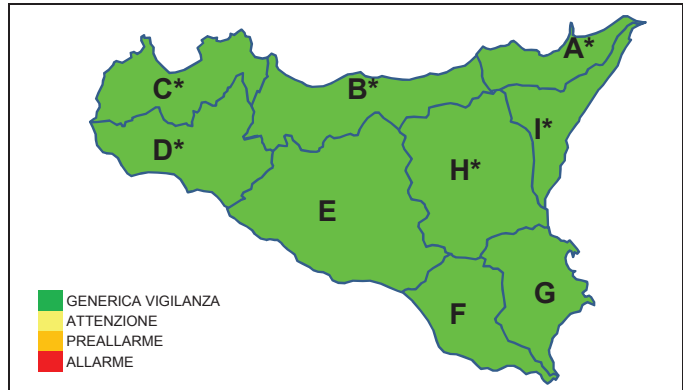 A*
C*
B*
I*
D*
H*
E
G
F
GENERICA VIGILANZA
ATTENZIONE
PREALLARME
ALLARME